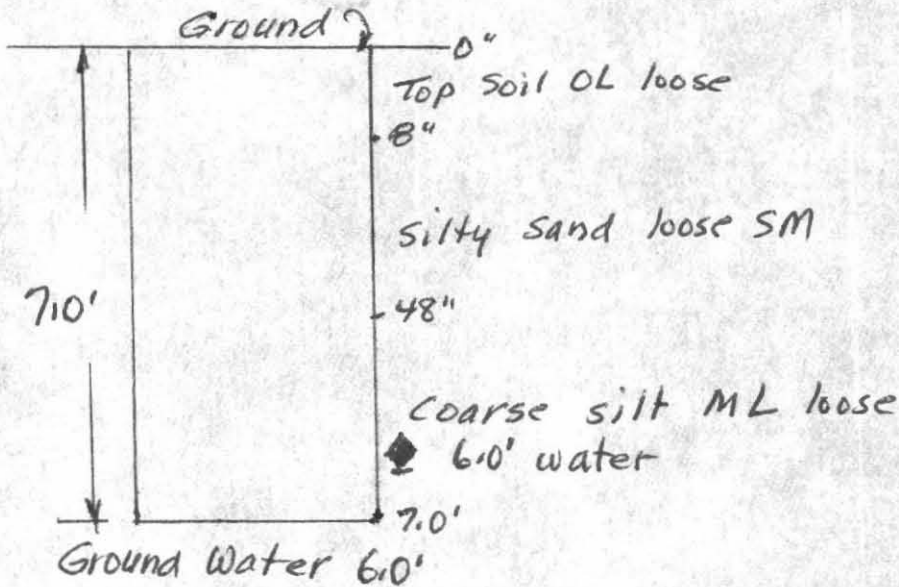 Ground
0"
Top Soil OL loose
8"
Silty Sand loose SM
7.0'
48"
Coarse silt ML loose
6.0' water
7.0'
Ground Water 6.0'